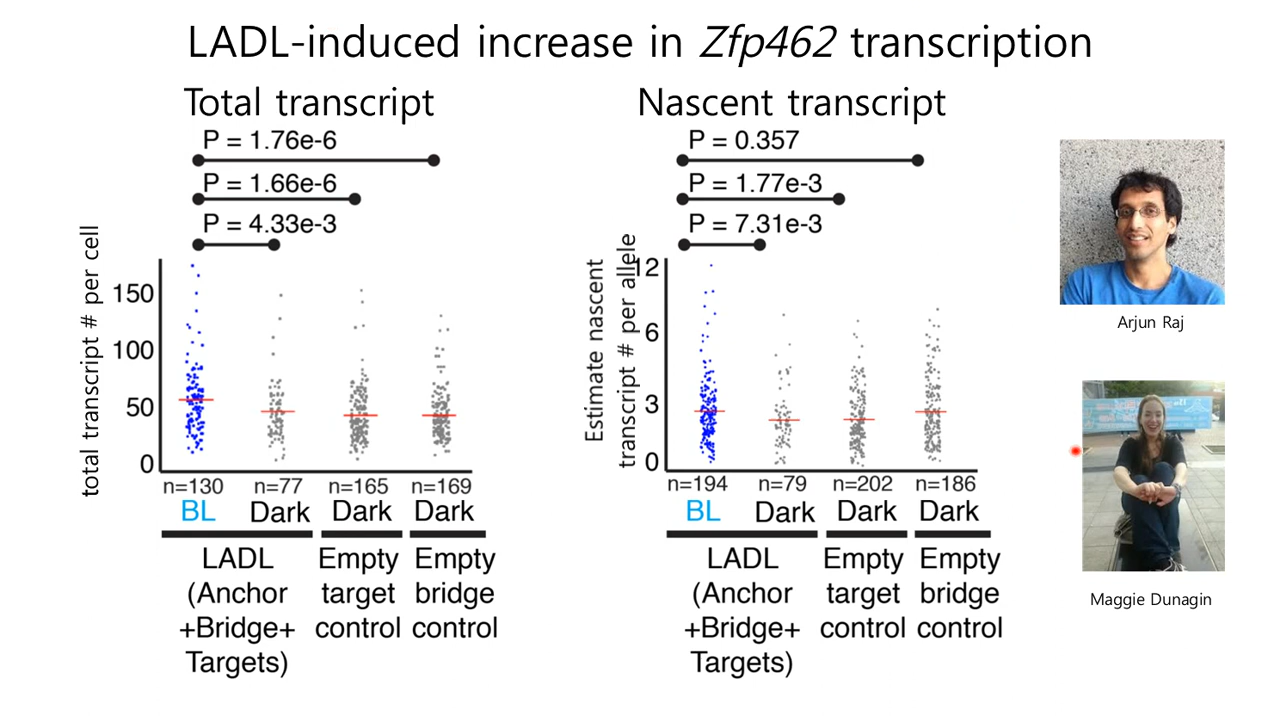 LADL-induced increase in Zfp462 transcription
Total transcript
P = 1.76e-6
P = 1.66e-6
P = 4.33e-3
total transcript # per cell
150
100
50
0
n=130 n=77 n=165 n=169
BL Dark Dark Dark
LADL Empty Empty
(Anchor target bridge
+Bridge+ control control
Targets)
Nascent transcript
P = 0.357
P = 1.77e-3
P = 7.31e-3
Estimate nascent
transcript # per allele
12
6
3
0
n=194 n=79 n=202 n=186
BL Dark Dark Dark
LADL Empty Empty
(Anchor target bridge
+Bridge+ control control
Targets)
Arjun Raj
Maggie Dunagin